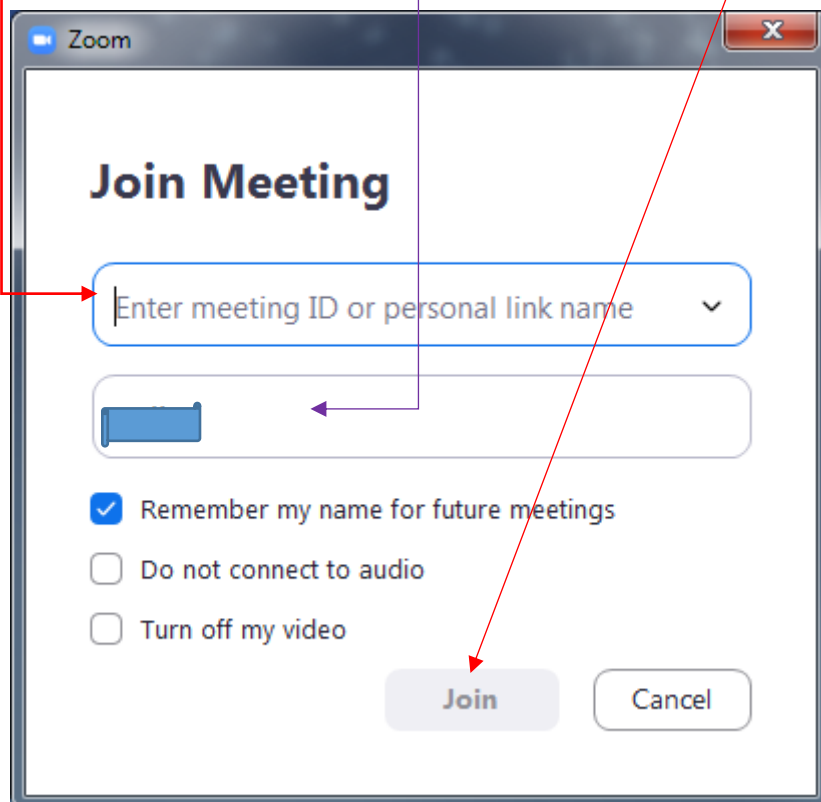 Zoom
Join Meeting
Enter meeting ID or personal link name
Remember my name for future meetings
Do not connect to audio
Turn off my video
Join
Cancel